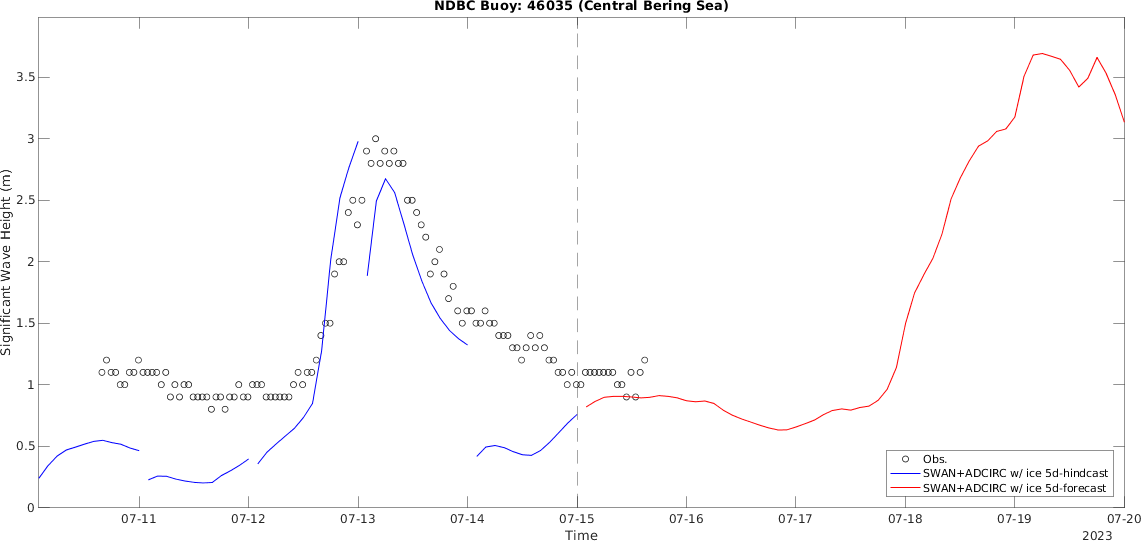 NDBC Buoy: 46035 (Central Bering Sea)
3.5
3
2.5
2
1.5
1
0.5
0
Significant Wave Height (m)
Obs.
SWAN+ADCIRC w/ ice 5d-hindcast
SWAN+ADCIRC w/ ice 5d-forecast
07-11 07-12 07-13 07-14 07-15 07-16 07-17 07-18 07-19 07-20
Time
2023